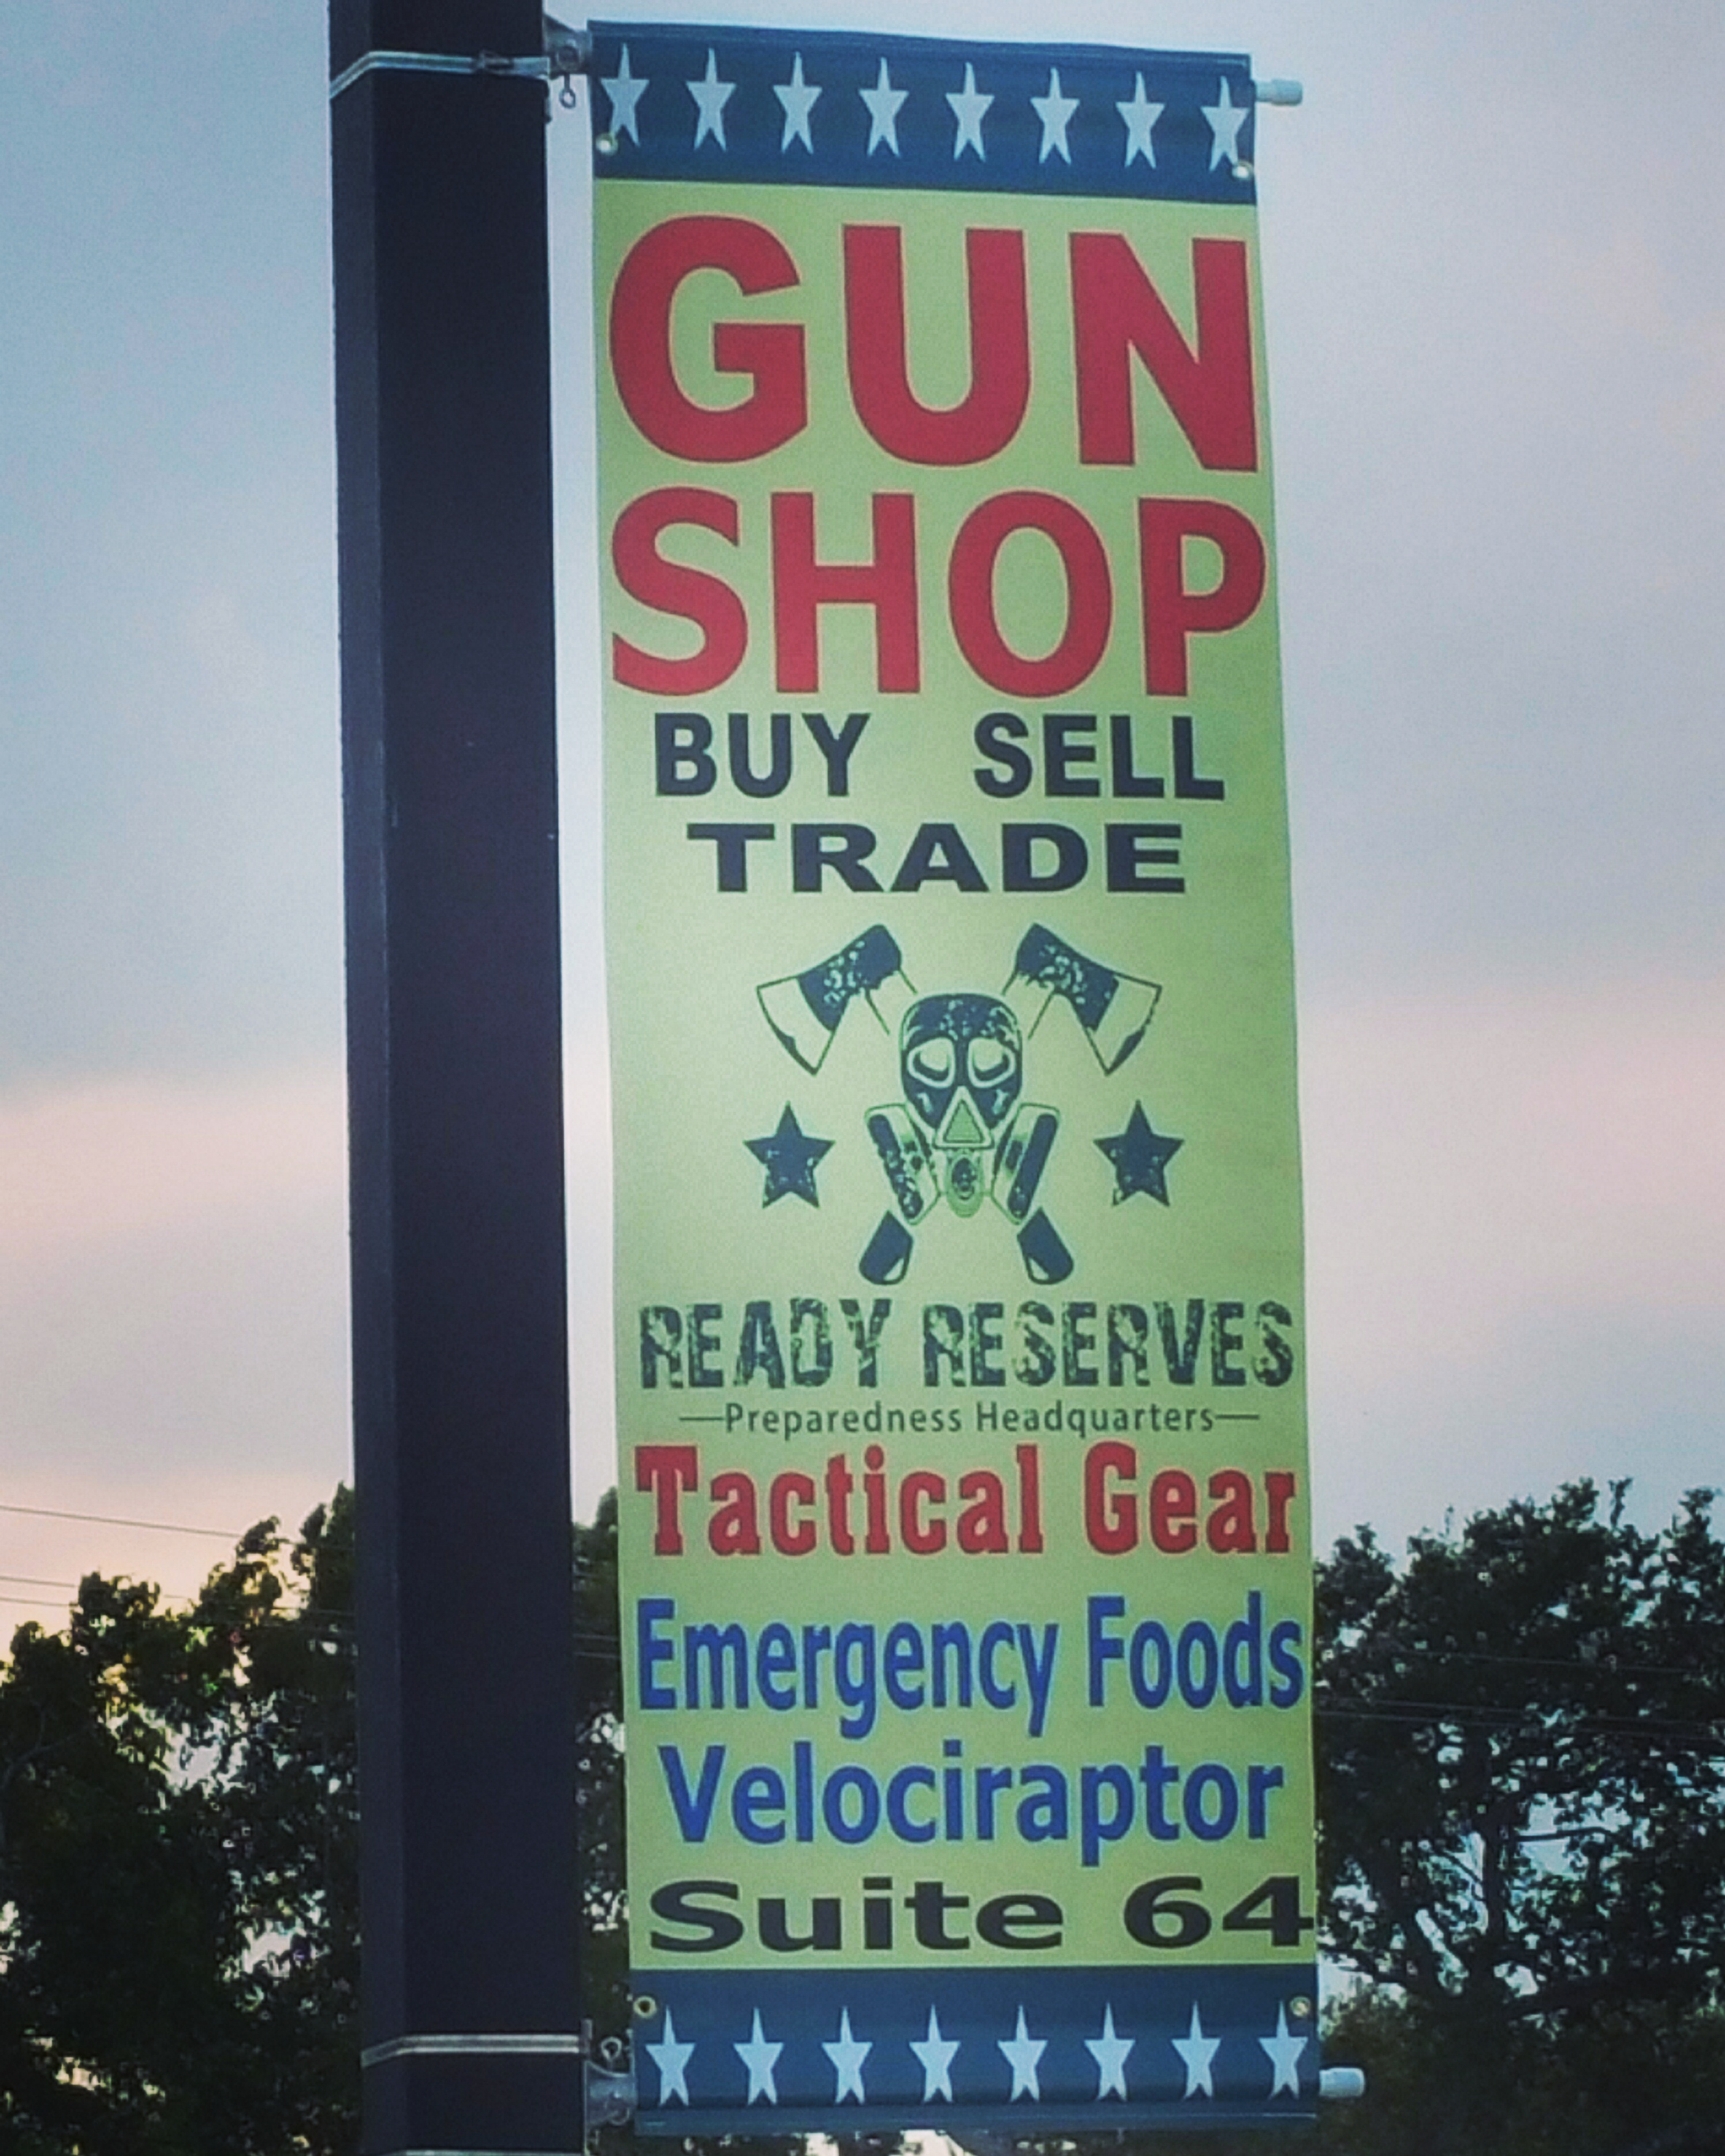 GUN
SHOP
BUY SELL
TRADE
READY RESERVES
—Preparedness Headquarters—
Tactical Gear
Emergency Foods
Velociraptor
Suite 64